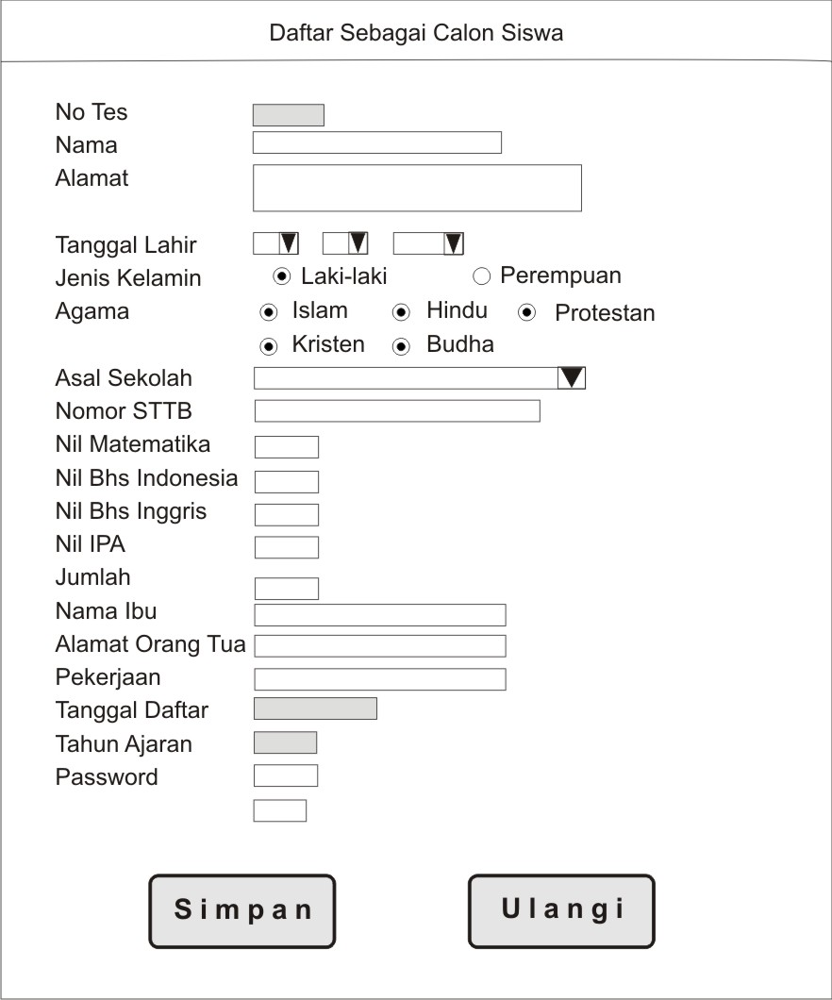 Daftar Sebagai Calon Siswa
No Tes
Nama
Alamat
Tanggal Lahir
Jenis Kelamin Laki-laki Perempuan
Agama Islam Hindu Protestan
Kristen Budha
Asal Sekolah
Nomor STTB
Nil Matematika
Nil Bhs Indonesia
Nil Bhs Inggris
Nil IPA
Jumlah
Nama Ibu
Alamat Orang Tua
Pekerjaan
Tanggal Daftar
Tahun Ajaran
Password
Simpan Ulangi